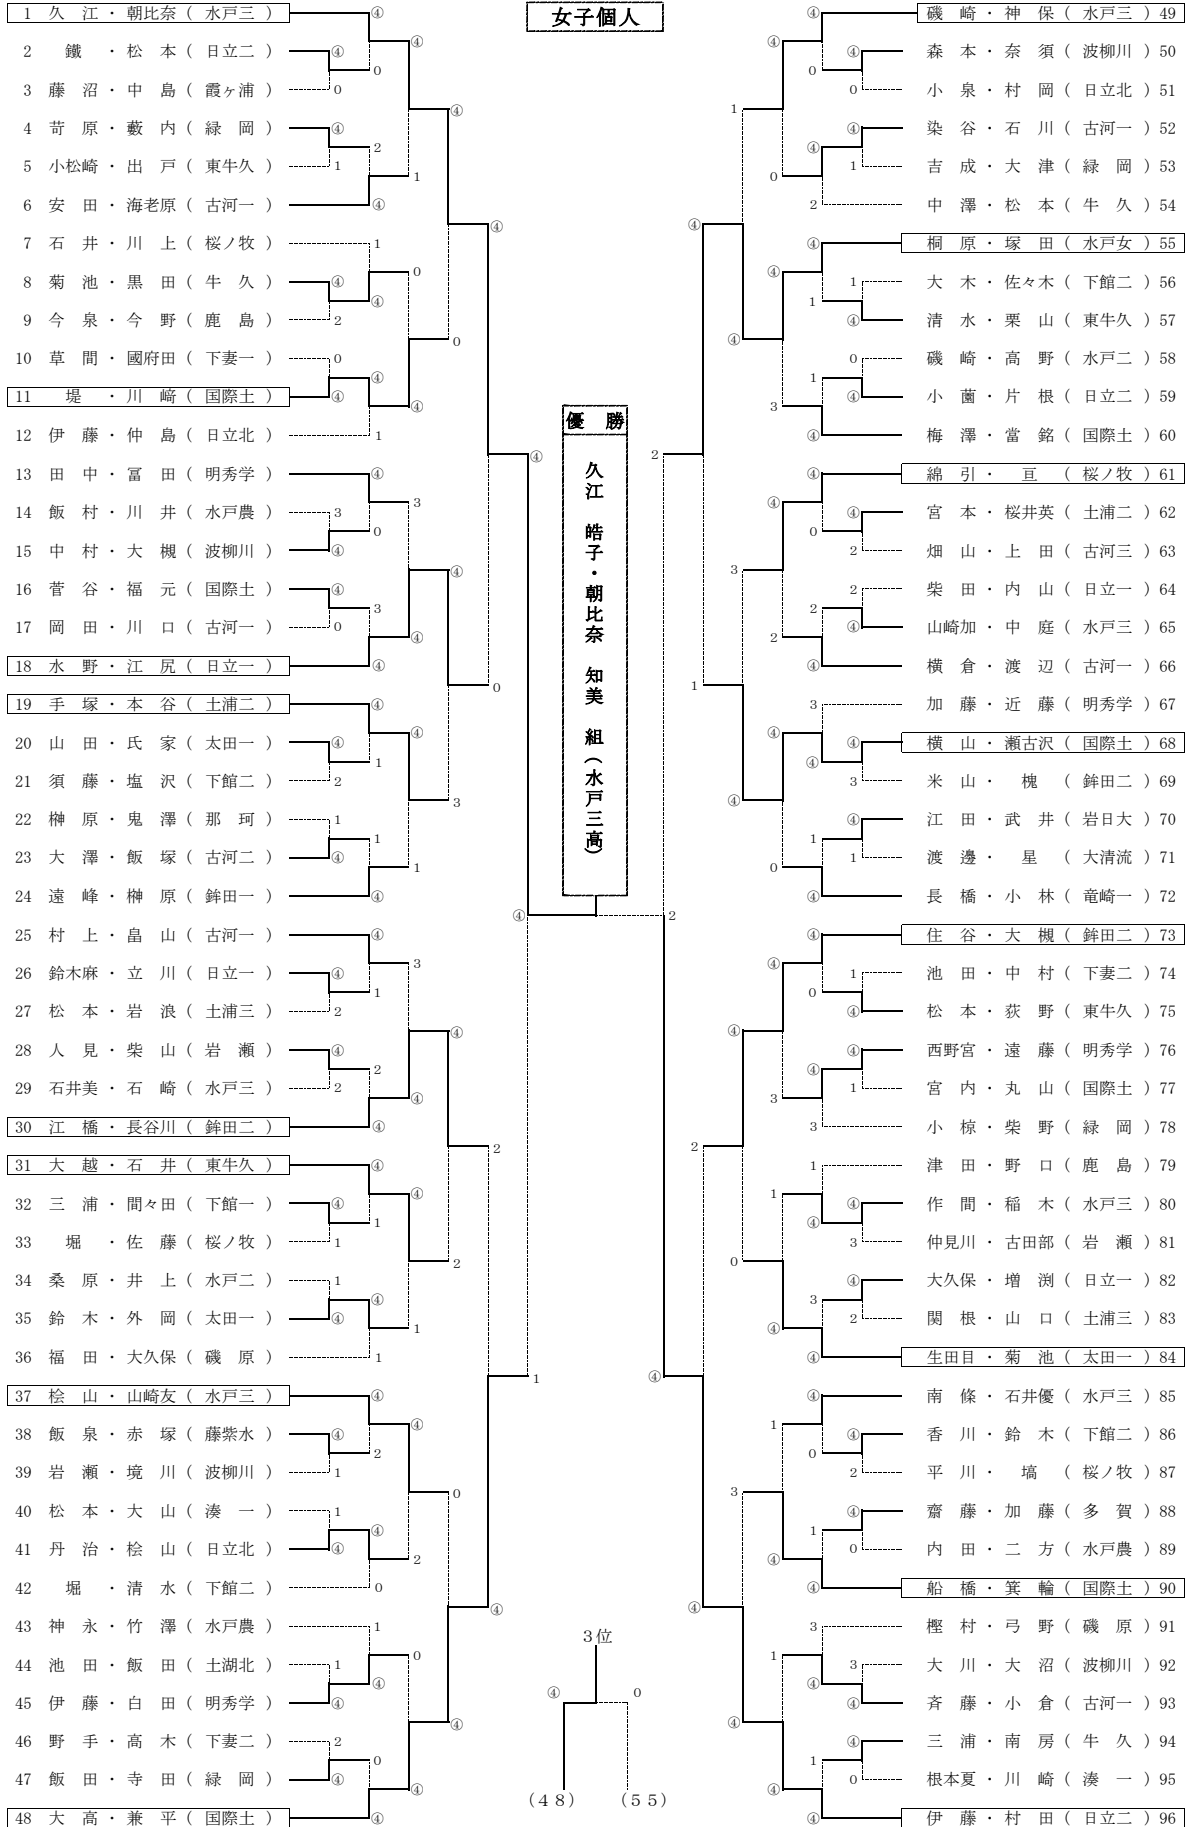 女子個人
1 久 江・朝比奈 ( 水戸三 )
2 鐵 ・松 本 ( 日立二 )
3 藤 沼・中 島 ( 霞ヶ浦 )
4 苛 原・藪 内 ( 緑 岡 )
5 小松崎・出 戸 ( 東牛久 )
6 安 田・海老原 ( 古河一 )
7 石 井・川 上 ( 桜ノ牧 )
8 菊 池・黒 田 ( 牛 久 )
9 今 泉・今 野 ( 鹿 島 )
10 草 間・國府田 ( 下妻一 )
11 堤 ・川 﨑 ( 国際土 )
12 伊 藤・仲 島 ( 日立北 )
13 田 中・冨 田 ( 明秀学 )
14 飯 村・川 井 ( 水戸農 )
15 中 村・大 槻 ( 波柳川 )
16 菅 谷・福 元 ( 国際土 )
17 岡 田・川 口 ( 古河一 )
18 水 野・江 尻 ( 日立一 )
19 手 塚・本 谷 ( 土浦二 )
20 山 田・氏 家 ( 太田一 )
21 須 藤・塩 沢 ( 下館二 )
22 榊 原・鬼 澤 ( 那 珂 )
23 大 澤・飯 塚 ( 古河二 )
24 遠 峰・榊 原 ( 鉾田一 )
25 村 上・畠 山 ( 古河一 )
26 鈴木麻・立 川 ( 日立一 )
27 松 本・岩 浪 ( 土浦三 )
28 人 見・柴 山 ( 岩 瀬 )
29 石井美・石 崎 ( 水戸三 )
30 江 橋・長谷川 ( 鉾田二 )
31 大 越・石 井 ( 東牛久 )
32 三 浦・間々田 ( 下館一 )
33 堀 ・佐 藤 ( 桜ノ牧 )
34 桑 原・井 上 ( 水戸二 )
35 鈴 木・外 岡 ( 太田一 )
36 福 田・大久保 ( 磯 原 )
37 桧 山・山崎友 ( 水戸三 )
38 飯 泉・赤 塚 ( 藤紫水 )
39 岩 瀬・境 川 ( 波柳川 )
40 松 本・大 山 ( 湊 一 )
41 丹 治・桧 山 ( 日立北 )
42 堀 ・清 水 ( 下館二 )
43 神 永・竹 澤 ( 水戸農 )
44 池 田・飯 田 ( 土湖北 )
45 伊 藤・白 田 ( 明秀学 )
46 野 手・高 木 ( 下妻二 )
47 飯 田・寺 田 ( 緑 岡 )
48 大 高・兼 平 ( 国際土 )
優 勝
久江 皓子・朝比奈 知美 組(水戸三高)
3位
④ 0
(48) (55)
磯 崎・神 保 ( 水戸三 ) 49
森 本・奈 須 ( 波柳川 ) 50
小 泉・村 岡 ( 日立北 ) 51
染 谷・石 川 ( 古河一 ) 52
吉 成・大 津 ( 緑 岡 ) 53
中 澤・松 本 ( 牛 久 ) 54
桐 原・塚 田 ( 水戸女 ) 55
大 木・佐々木 ( 下館二 ) 56
清 水・栗 山 ( 東牛久 ) 57
磯 崎・高 野 ( 水戸二 ) 58
小 薗・片 根 ( 日立二 ) 59
梅 澤・當 銘 ( 国際土 ) 60
綿 引・ 亘 ( 桜ノ牧 ) 61
宮 本・桜井英 ( 土浦二 ) 62
畑 山・上 田 ( 古河三 ) 63
柴 田・内 山 ( 日立一 ) 64
山崎加・中 庭 ( 水戸三 ) 65
横 倉・渡 辺 ( 古河一 ) 66
加 藤・近 藤 ( 明秀学 ) 67
横 山・瀬古沢 ( 国際土 ) 68
米 山・ 槐 ( 鉾田二 ) 69
江 田・武 井 ( 岩日大 ) 70
渡 邊・ 星 ( 大清流 ) 71
長 橋・小 林 ( 竜崎一 ) 72
住 谷・大 槻 ( 鉾田二 ) 73
池 田・中 村 ( 下妻二 ) 74
松 本・荻 野 ( 東牛久 ) 75
西野宮・遠 藤 ( 明秀学 ) 76
宮 内・丸 山 ( 国際土 ) 77
小 椋・柴 野 ( 緑 岡 ) 78
津 田・野 口 ( 鹿 島 ) 79
作 間・稲 木 ( 水戸三 ) 80
仲見川・古田部 ( 岩 瀬 ) 81
大久保・増 渕 ( 日立一 ) 82
関 根・山 口 ( 土浦三 ) 83
生田目・菊 池 ( 太田一 ) 84
南 條・石井優 ( 水戸三 ) 85
香 川・鈴 木 ( 下館二 ) 86
平 川・ 塙 ( 桜ノ牧 ) 87
齋 藤・加 藤 ( 多 賀 ) 88
内 田・二 方 ( 水戸農 ) 89
船 橋・箕 輪 ( 国際土 ) 90
樫 村・弓 野 ( 磯 原 ) 91
大 川・大 沼 ( 波柳川 ) 92
斉 藤・小 倉 ( 古河一 ) 93
三 浦・南 房 ( 牛 久 ) 94
根本夏・川 崎 ( 湊 一 ) 95
伊 藤・村 田 ( 日立二 ) 96